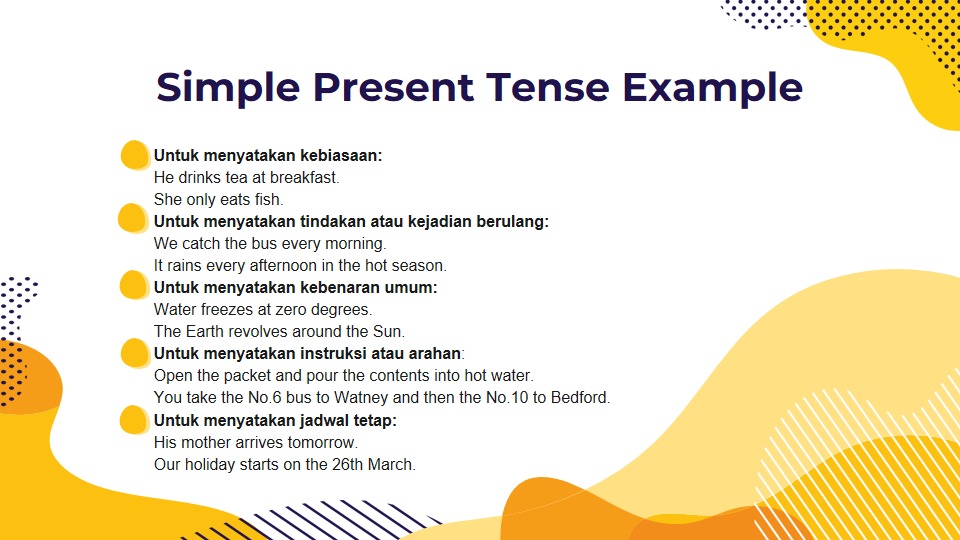 Simple Present Tense Example
Untuk menyatakan kebiasaan:
He drinks tea at breakfast.
She only eats fish.
Untuk menyatakan tindakan atau kejadian berulang:
We catch the bus every morning.
It rains every afternoon in the hot season.
Untuk menyatakan kebenaran umum:
Water freezes at zero degrees.
The Earth revolves around the Sun.
Untuk menyatakan instruksi atau arahan:
Open the packet and pour the contents into hot water.
You take the No.6 bus to Watney and then the No.10 to Bedford.
Untuk menyatakan jadwal tetap:
His mother arrives tomorrow.
Our holiday starts on the 26th March.